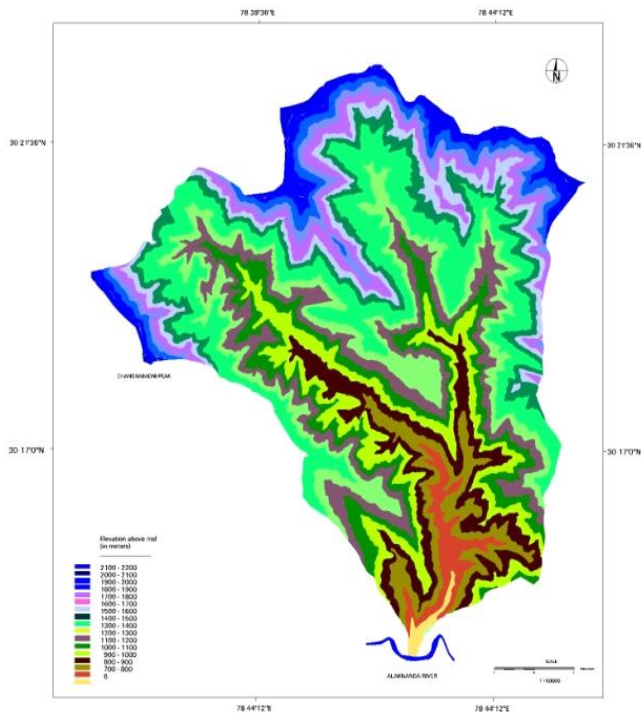 78 39'36"E
78 44'12"E
N
30 21'36"N
30 21'36"N
CHANDRABADNI PEAK
30 17'0"N
30 17'0"N
Elevation above msl
(in meters)
2100 - 2200
2000 - 2100
1900 - 2000
1800 - 1900
1700 - 1800
1600 - 1700
1500 - 1600
1400 - 1500
1300 - 1400
1200 - 1300
1100 - 1200
1000 - 1100
900 - 1000
800 - 900
700 - 800
6
ALAKNANDA RIVER
SCALE
78 44'12"E
78 44'12"E